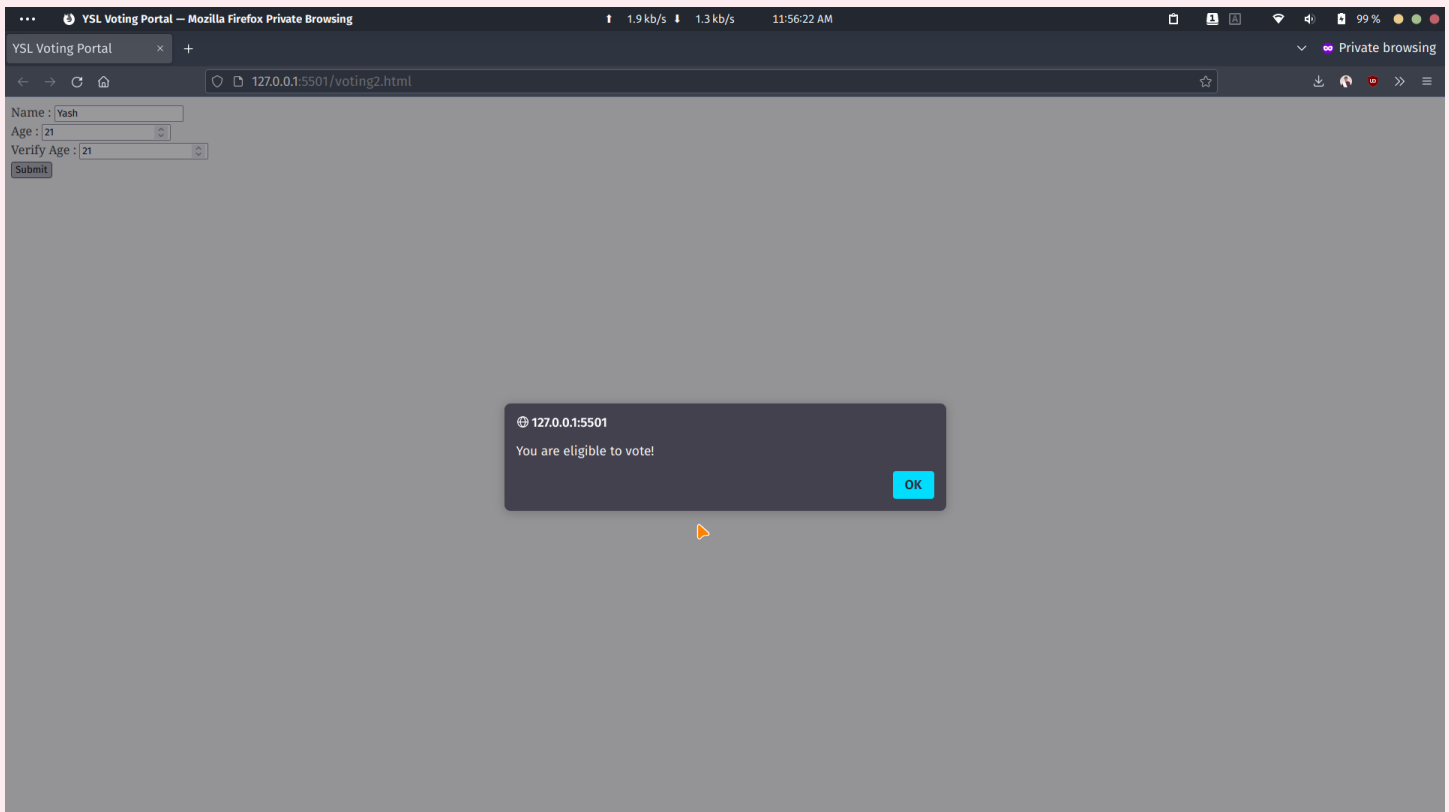 YSL Voting Portal — Mozilla Firefox Private Browsing 1.9 kb/s 1.3 kb/s 11:56:22 AM 1 A 99 %
YSL Voting Portal × + Private browsing
127.0.0.1:5501/voting2.html
Name : Yash
Age : 21
Verify Age : 21
Submit
127.0.0.1:5501
You are eligible to vote!
OK